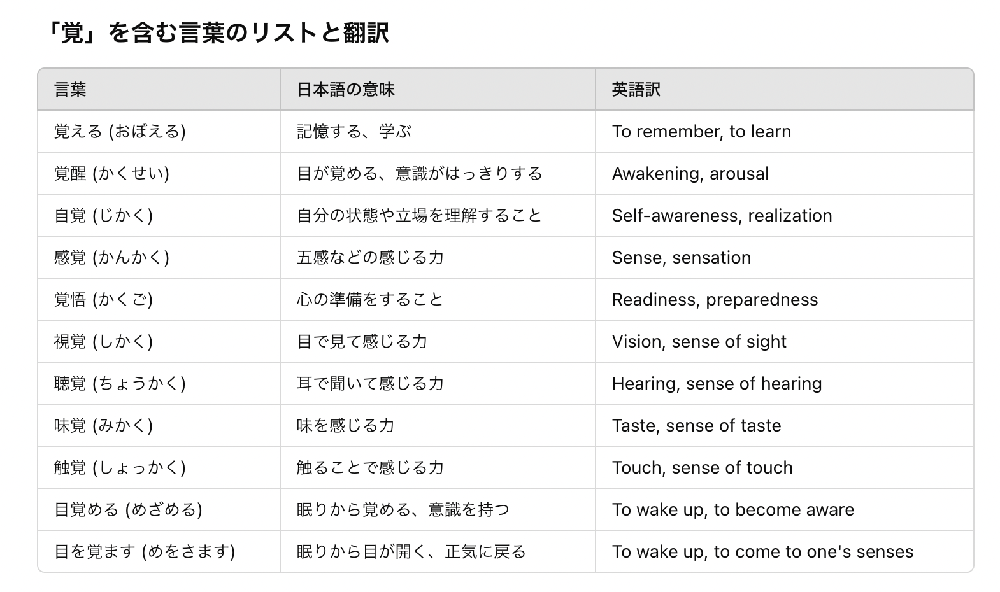 「覚」を含む言葉のリストと翻訳
言葉 日本語の意味 英語訳
覚える (おぼえる) 記憶する、学ぶ To remember, to learn
覚醒 (かくせい) 目が覚める、意識がはっきりする Awakening, arousal
自覚 (じかく) 自分の状態や立場を理解すること Self-awareness, realization
感覚 (かんかく) 五感などの感じる力 Sense, sensation
覚悟 (かくご) 心の準備をすること Readiness, preparedness
視覚 (しかく) 目で見て感じる力 Vision, sense of sight
聴覚 (ちょうかく) 耳で聞いて感じる力 Hearing, sense of hearing
味覚 (みかく) 味を感じる力 Taste, sense of taste
触覚 (しょっかく) 触ることで感じる力 Touch, sense of touch
目覚める (めざめる) 眠りから覚める、意識を持つ To wake up, to become aware
目を覚ます (めをさます) 眠りから目が開く、正気に戻る To wake up, to come to one's senses